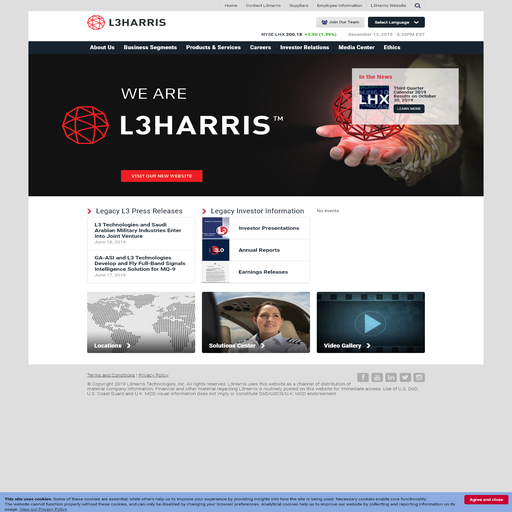 Home Contact L3Harris Suppliers Employee Information L3Harris Website
L3HARRIS
Join Our Team Select Language
NYSE:LHX 200.18 +3.90 (1.99%) December 13, 2019 - 6:50PM EST
About Us Business Segments Products & Services Careers Investor Relations Media Center Ethics
In the News
LHX
Third Quarter
Calendar 2019
Results on October
30, 2019
LEARN MORE
WE ARE
L3HARRIS™
VISIT OUR NEW WEBSITE
Legacy L3 Press Releases
L3 Technologies and Saudi
Arabian Military Industries Enter
into Joint Venture
June 18, 2019
GA-ASI and L3 Technologies
Develop and Fly Full-Band Signals
Intelligence Solution for MQ-9
June 17, 2019
Legacy Investor Information
Investor Presentations
Annual Reports
Earnings Releases
No events
Locations
Solutions Center
Video Gallery
Terms and Conditions | Privacy Policy
© Copyright 2019 L3Harris Technologies, Inc. All rights reserved. L3Harris uses this website as a channel of distribution of
material company information. Financial and other material regarding L3Harris is routinely posted on this website for immediate access. Use of U.S. DoD,
U.S. Coast Guard and U.K. MOD visual information does not imply or constitute DoD/USCG/U.K. MOD endorsement.
This site uses cookies: Some of these cookies are essential, while others help us to improve your experience by providing insights into how the site is being used. Necessary cookies enable core functionality.
The website cannot function properly without these cookies, and can only be disabled by changing your browser preferences. Analytical cookies help us to improve our website by collecting and reporting information on its
usage. View our Privacy Policy
Agree and close